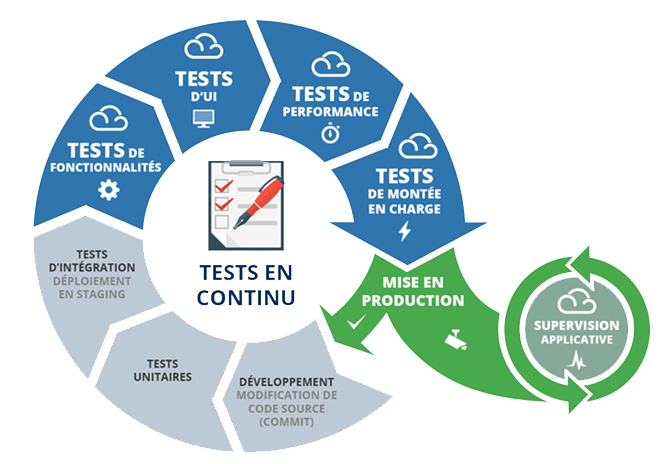 TESTS
D'UI
TESTS DE
PERFORMANCE
TESTS DE
FONCTIONNALITÉS
TESTS
DE MONTÉE
EN CHARGE
TESTS EN
CONTINU
TESTS
D'INTÉGRATION
DÉPLOIEMENT
EN STAGING
MISE EN
PRODUCTION
SUPERVISION
APPLICATIVE
TESTS
UNITAIRES
DÉVELOPPEMENT
MODIFICATION DE
CODE SOURCE
(COMMIT)